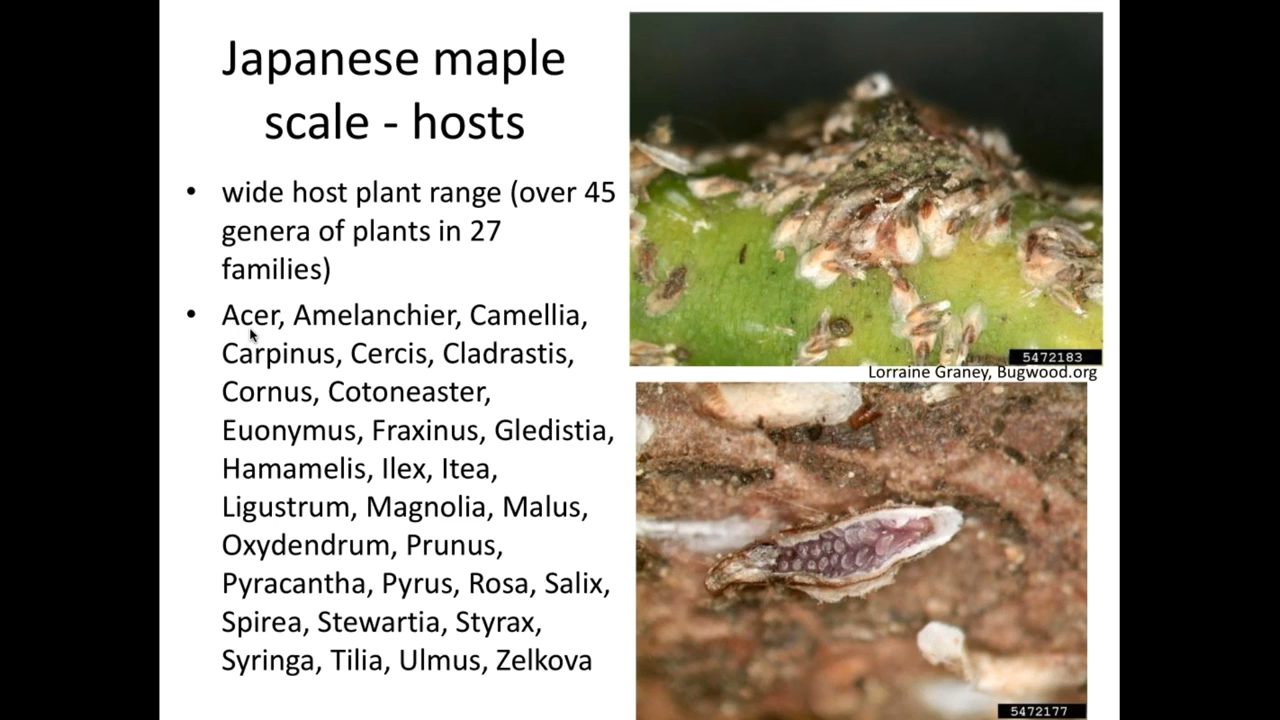 Japanese maple
scale - hosts
• wide host plant range (over 45
genera of plants in 27
families)
• Acer, Amelanchier, Camellia,
Carpinus, Cercis, Cladrastis,
Cornus, Cotoneaster,
Euonymus, Fraxinus, Gledistia,
Hamamelis, Ilex, Itea,
Ligustrum, Magnolia, Malus,
Oxydendrum, Prunus,
Pyracantha, Pyrus, Rosa, Salix,
Spirea, Stewartia, Styrax,
Syringa, Tilia, Ulmus, Zelkova
5472183
Lorraine Graney, Bugwood.org
5472177